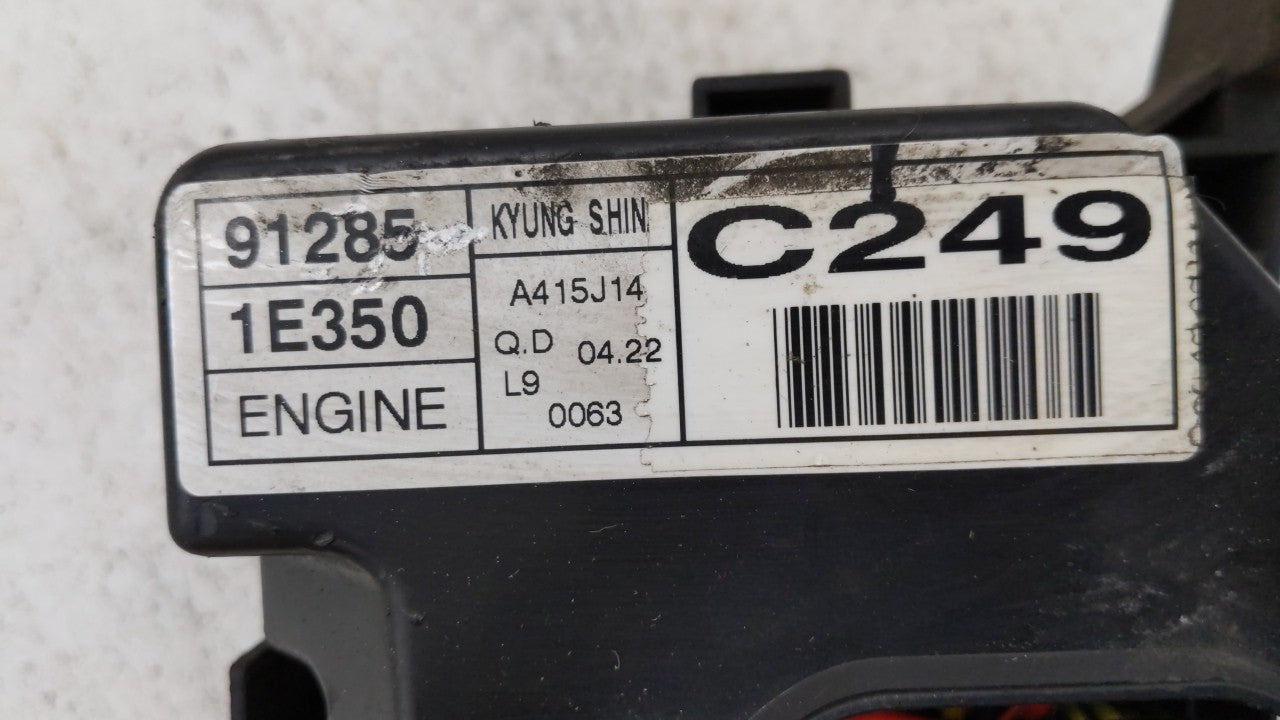 91285
1E350
ENGINE
KYUNG SHIN
A415J14
Q.D 04.22
L9
0063
C249